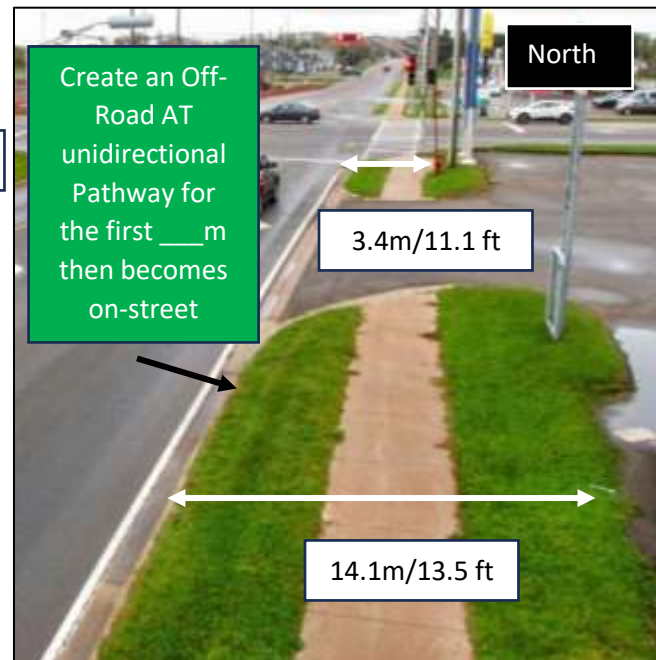 North
Create an Off-
Road AT
unidirectional
Pathway for
the first ___m
then becomes
on-street
3.4m/11.1 ft
14.1m/13.5 ft